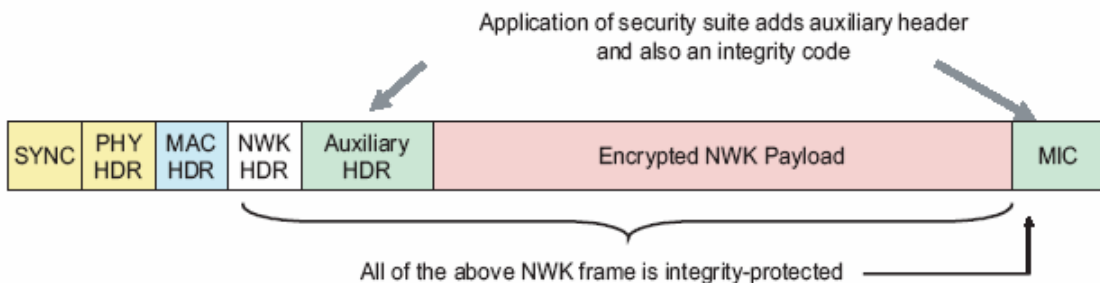 Application of security suite adds auxiliary header
and also an integrity code
SYNC
PHY
HDR
MAC
HDR
NWK
HDR
Auxiliary
HDR
Encrypted NWK Payload
MIC
All of the above NWK frame is integrity-protected